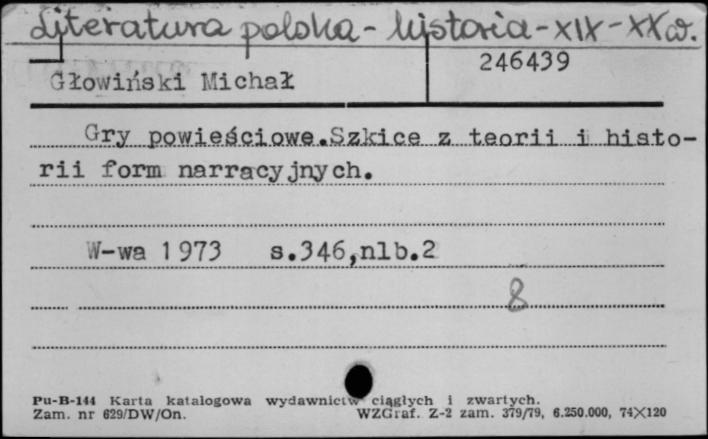 Literatura polska - historia - XIX - XX w.
246439
Głowiński Michał
Gry powieściowe.Szkice z teorii i histo-
rii form narracyjnych.
W-wa 1973 s.346,nlb.2
8
Pu-B-144 Karta katalogowa wydawnictw ciągłych i zwartych.
Zam. nr 629/DW/On. WZGraf. Z-2 zam. 379/79, 6.250.000, 74×120